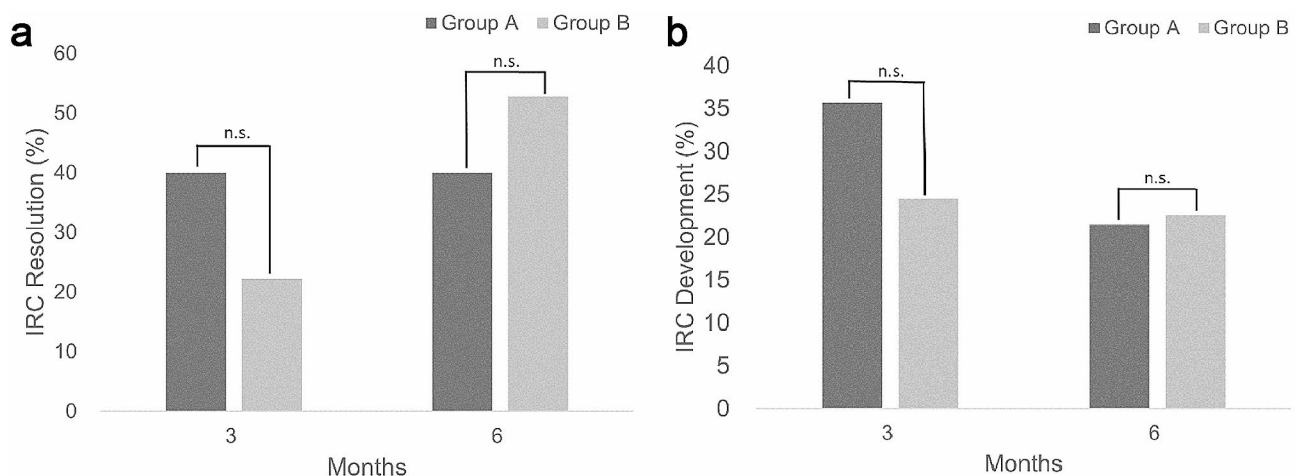 a
Group A Group B
IRC Resolution (%)
60
50
40
30
20
10
0
n.s.
n.s.
3 6
Months
b
Group A Group B
IRC Development (%)
40
35
30
25
20
15
10
5
0
n.s.
n.s.
3 6
Months